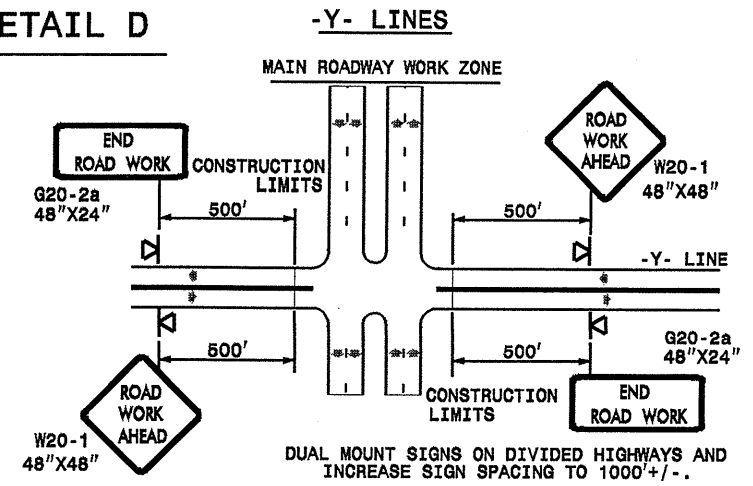 ETAIL D
-Y- LINES
MAIN ROADWAY WORK ZONE
END
ROAD WORK
G20-2a
48"X24"
CONSTRUCTION
LIMITS
500'
ROAD
WORK
AHEAD
W20-1
48"X48"
500'
-Y- LINE
500'
ROAD
WORK
AHEAD
W20-1
48"X48"
500'
CONSTRUCTION
LIMITS
G20-2a
48"X24"
END
ROAD WORK
DUAL MOUNT SIGNS ON DIVIDED HIGHWAYS AND
INCREASE SIGN SPACING TO 1000'+/-.